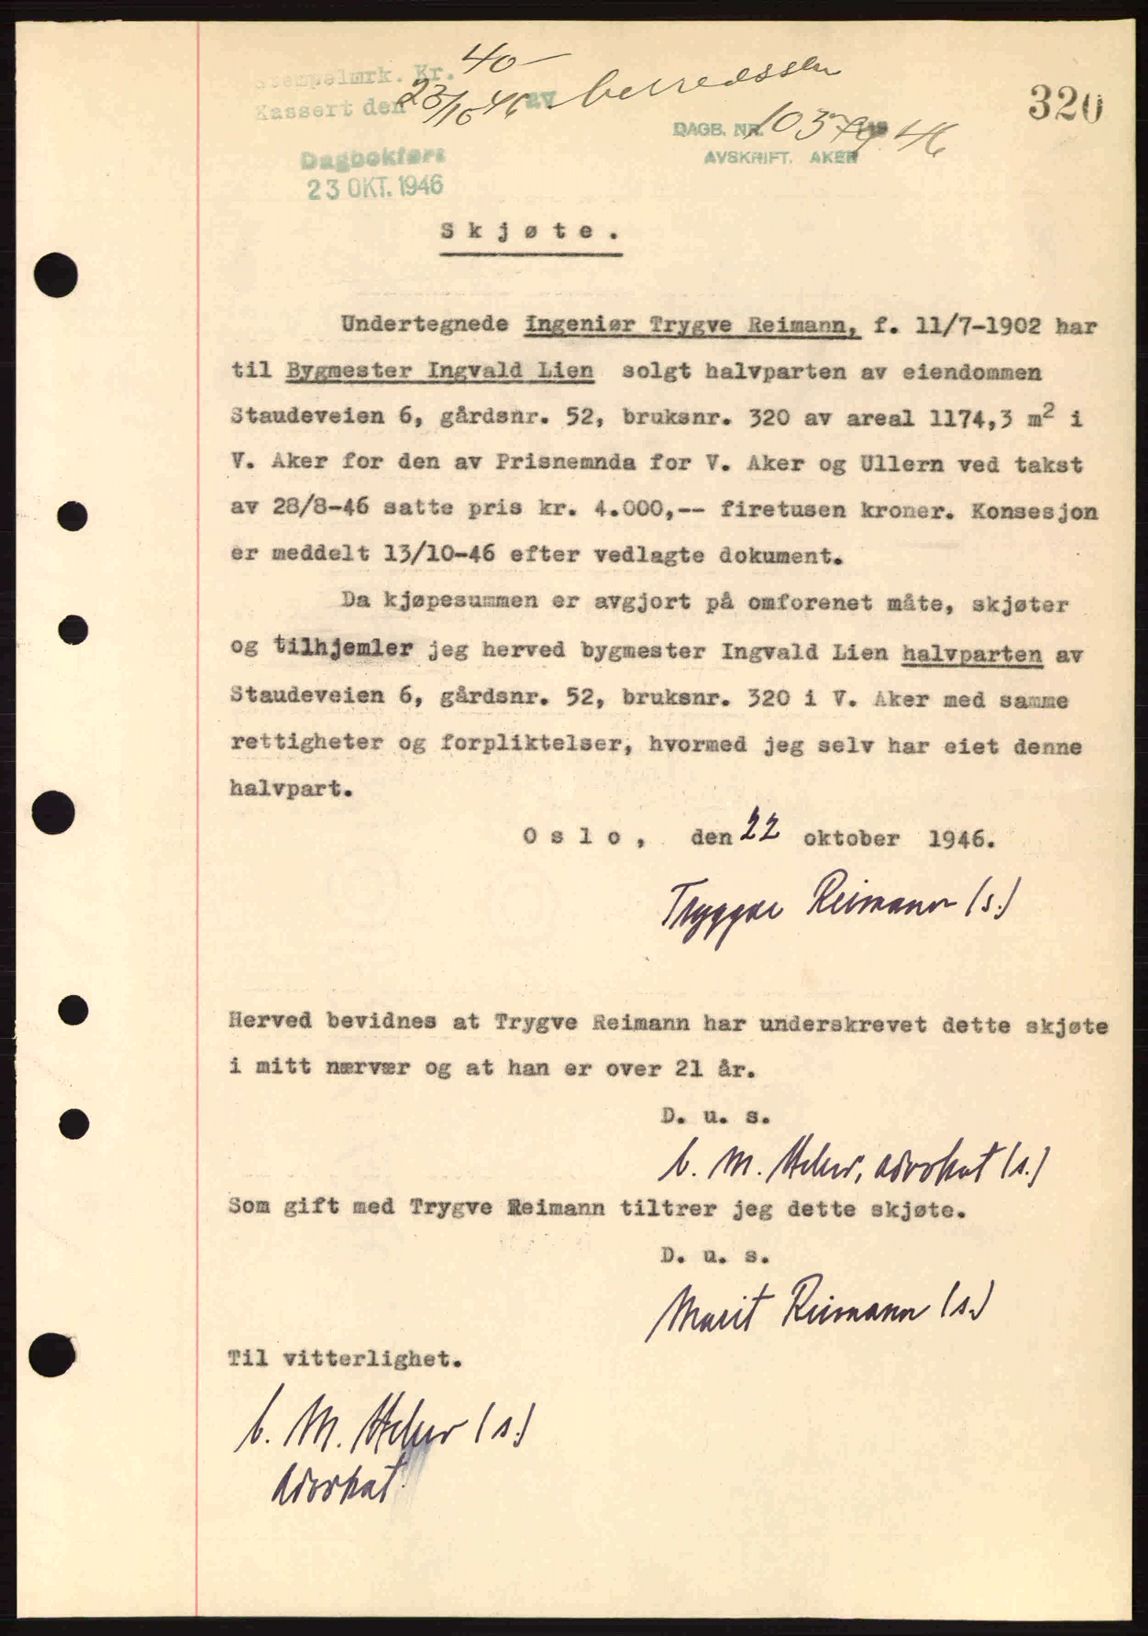 Stempelmrk. Kr. 40-
Kassert den 23/10 46 av
320
DAGB. NR. 19 46
AVSKRIFT. AKER
Dagbokført
23 OKT. 1946
Skjøte.
Undertegnede Ingeniør Trygve Reimann, f. 11/7-1902 har
til Bygmester Ingvald Lien solgt halvparten av eiendommen
Staudeveien 6, gårdsnr. 52, bruksnr. 320 av areal 1174,3 m2 i
V. Aker for den av Prisnemnda for V. Aker og Ullern ved takst
av 28/8-46 satte pris kr. 4.000,-- firetusen kroner. Konsesjon
er meddelt 13/10-46 efter vedlagte dokument.
Da kjøpesummen er avgjort på omforenet måte, skjøter
og tilhjemler jeg herved bygmester Ingvald Lien halvparten av
Staudeveien 6, gårdsnr. 52, bruksnr. 320 i V. Aker med samme
rettigheter og forpliktelser, hvormed jeg selv har eiet denne
halvpart.
Oslo, den 22 oktober 1946.
Tryggve Reimann (s.)
Herved bevidnes at Trygve Reimann har underskrevet dette skjøte
i mitt nærvær og at han er over 21 år.
D. u. s.
M. advokat (s.)
Som gift med Trygve Reimann tiltrer jeg dette skjøte.
D. u. s.
Marit Reimann (s.)
Til vitterlighet.
M. (s.)
advokat